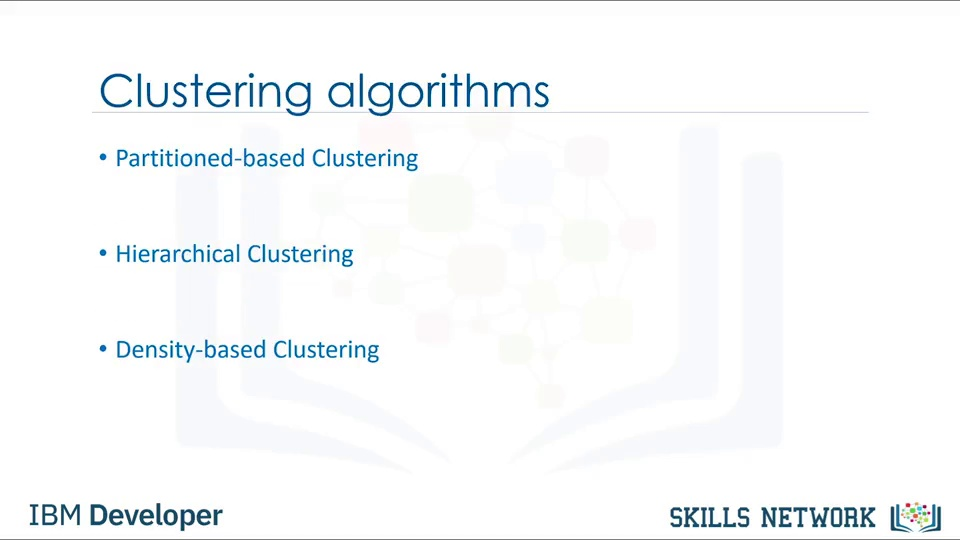 Clustering algorithms
• Partitioned-based Clustering
• Hierarchical Clustering
• Density-based Clustering
IBM Developer
SKILLS NETWORK